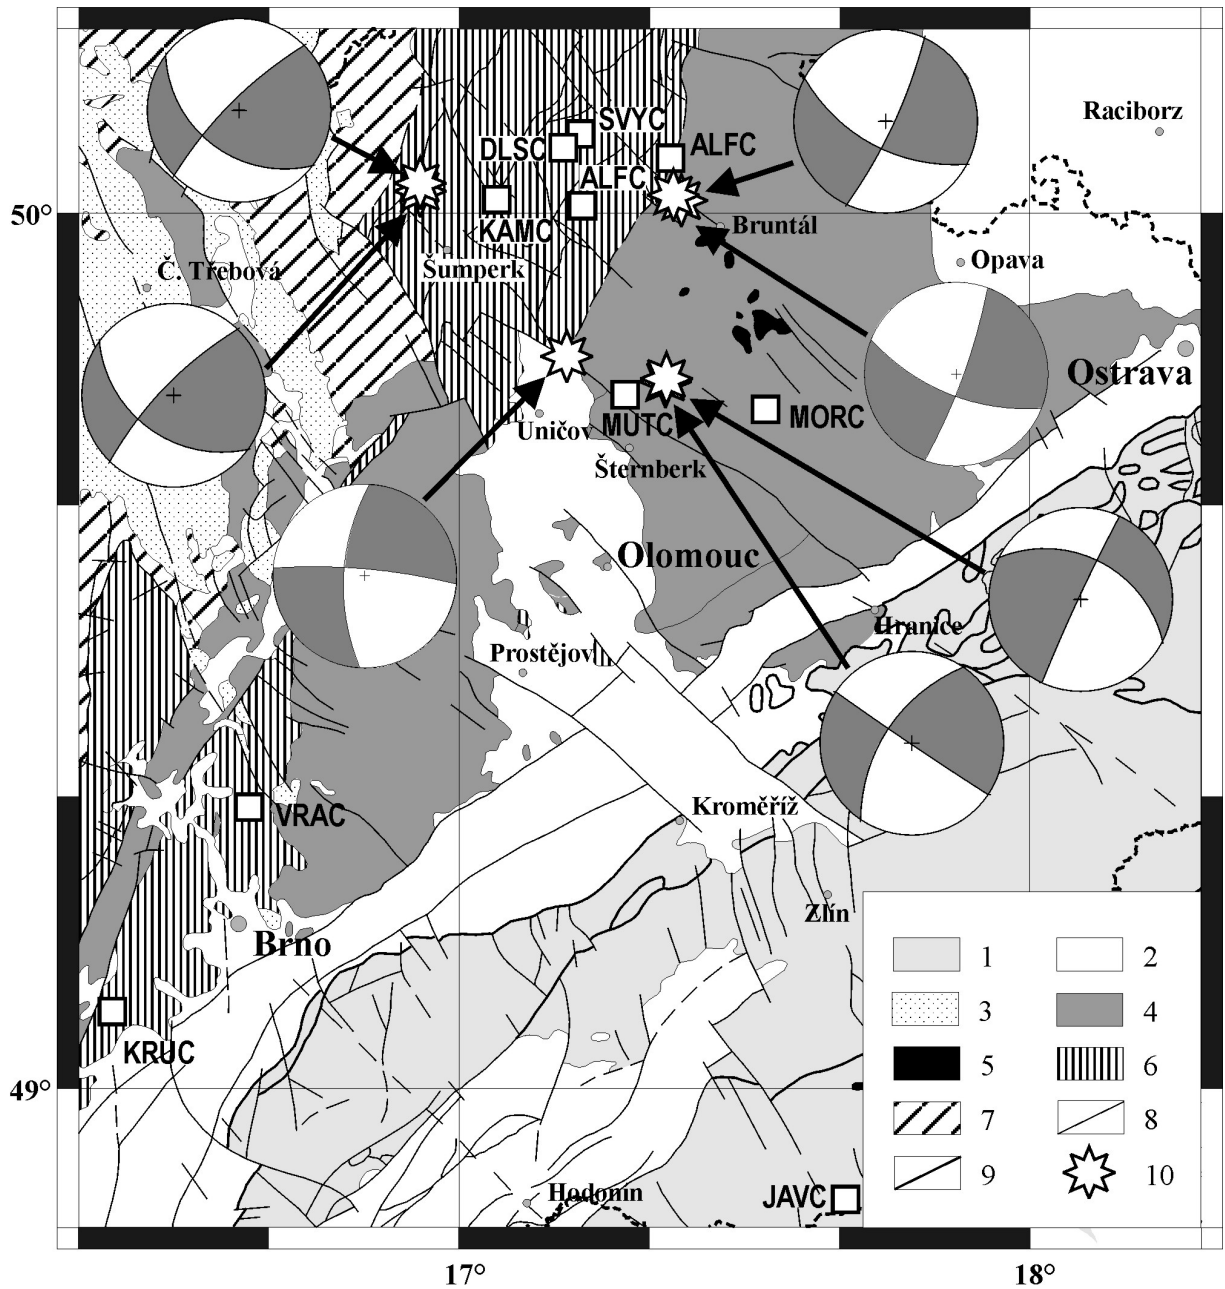 Raciborz
SVYC
DLSC
ALFC
ALFC
50°
KAMC
Bruntál
Šumperk
Opava
Č. Třebová
Ostrava
Uničov
MUTC
MORC
Šternberk
Olomouc
Hranice
Prostějov
Kroměříž
VRAC
Zlín
Brno
1
2
3
4
KRUC
5
6
49°
7
8
9
10
Hodonín
JAVC
17°
18°